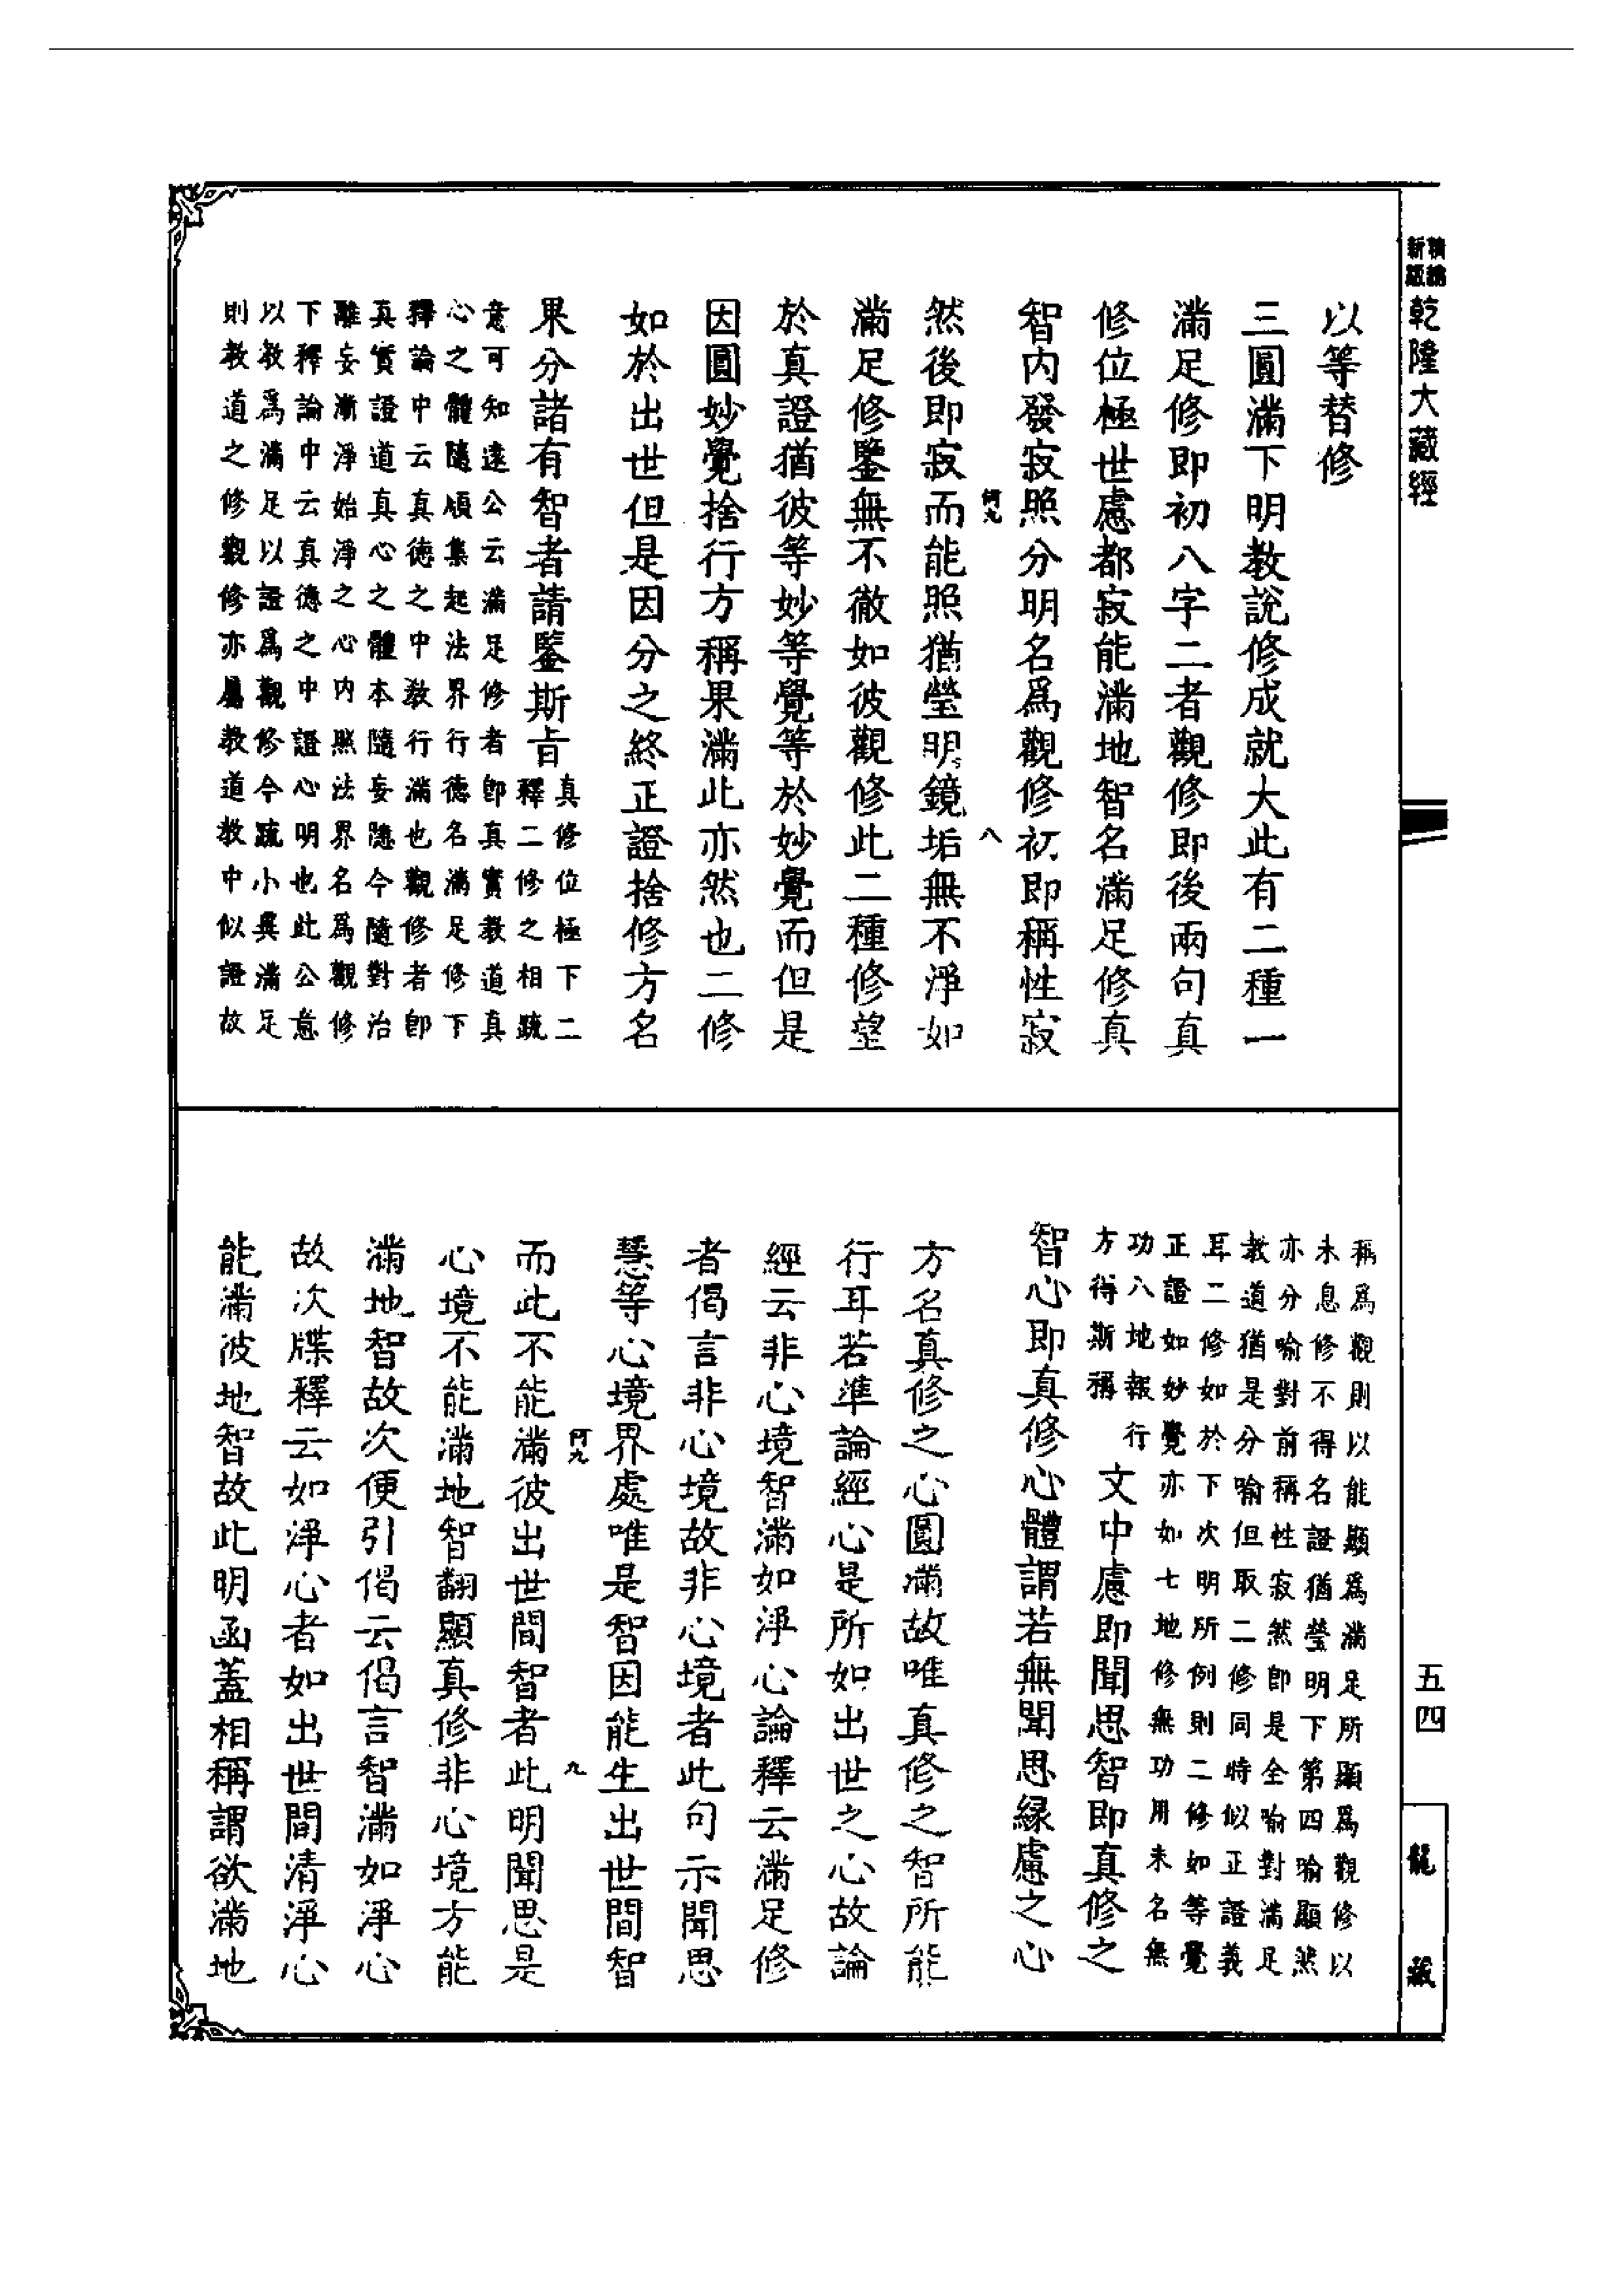 精誠新版 乾隆大藏經
以等替修
三圓滿下明教說修成就大此有二種一
滿足修即初八字二者觀修即後兩句真
修位極世慮都寂能滿地智名滿足修真
智內發寂照分明名爲觀修初即稱性寂
阿九
八
然後即寂而能照猶瑩明鏡垢無不淨如
滿足修鑒無不徹如彼觀修此二種修望
於真證猶彼等妙等覺等於妙覺而但是
因圓妙覺捨行方稱果滿此亦然也二修
如於出世但是因分之終正證捨修方名
果分諸有智者請鑒斯旨
真修位極下二
釋二修之相疏
意可知遠公云滿足修者即真實教道真
心之體隨順集起法界行德名滿足修下
釋論中云真德之中教行滿也觀修者即
真實證道真心之體本隨妄隱今隨對治
離妄漸淨始淨之心內照法界名爲觀修
下釋論中云真德之中證心明也此公意
以教爲滿足以證爲觀修今疏小異滿足
則教道之修觀修亦屬教道教中似證故
稱爲觀則以能顯爲滿足所顯爲觀修以
未息修不得名證猶瑩明下第四喻顯然
亦分喻對前稱性寂然即是全喻對滿足
教道猶是分喻但取二修同特似正證義
耳二修如於下次明所例則二修如等覺
正證如妙覺亦如七地修無功用未名無
功八地報行
方得斯稱
文中慮即聞思智即真修之
智心即真修心體謂若無聞思緣慮之心
方名真修之心圓滿故唯真修之智所能
行耳若準論經心是所如出世之心故論
經云非心境智滿如淨心論釋云滿足修
者偈言非心境故非心境者此句示聞思
慧等心境界處唯是智因能生出世間智
阿九
九
而此不能滿彼出世間智者此明聞思是
心境不能滿地智翻顯真修非心境方能
滿地智故次便引偈云偈言智滿如淨心
故次牒釋云如淨心者如出世間清淨心
能滿彼地智故此明函蓋相稱謂欲滿地
五四
龍藏